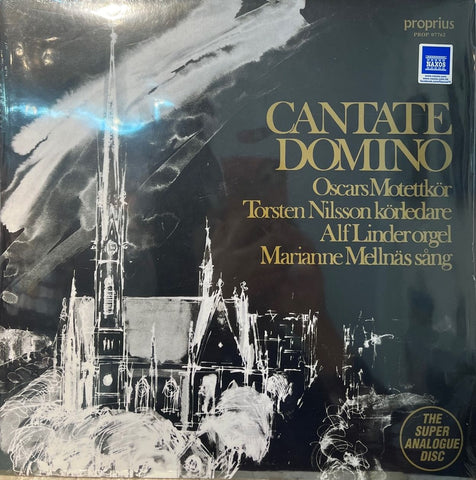 proprius
PROP 07762
NAXOS
CANTATE
DOMINO
Oscars Motettkör
Torsten Nilsson körledare
Alf Linder orgel
Marianne Mellnäs sång
THE
SUPER
ANALOGUE
DISC